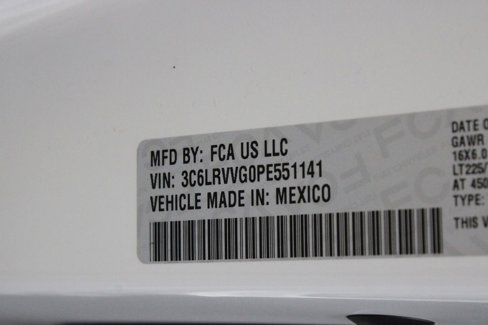 MFD BY: FCA US LLC
VIN: 3C6LRVVG0PE551141
VEHICLE MADE IN: MEXICO
DATE O
GAWR
16X6.0
LT225/
AT 450
TYPE:
THIS V